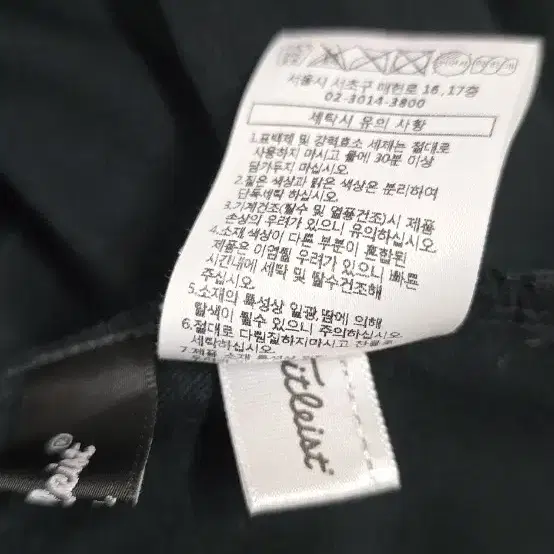 서울시 서초구 매헌로 16, 17층
02-3014-3800
세탁시 유의 사항
1.표백제 및 강력효소 세제는 절대로
사용하지 마시고 물에 30분 이상
담가두지 마십시오.
2.짙은 색상과 밝은 색상은 분리하여
단독세탁 하십시오.
3.기계건조(탈수 및 열풍건조)시 제품
손상의 우려가 있으니 유의하십시오.
4.소재 색상이 다른 부분이 혼합된
제품은 이염될 우려가 있으니 빠른
시간내에 세탁 및 탈수건조해
주십시오.
5.소재의 특성상 일광,땀에 의해
탈색이 될수 있으니 주의하십시오.
6.절대로 다림질하지마시고
하십시오.
7.제품 소재 특성상
Titleist
leist